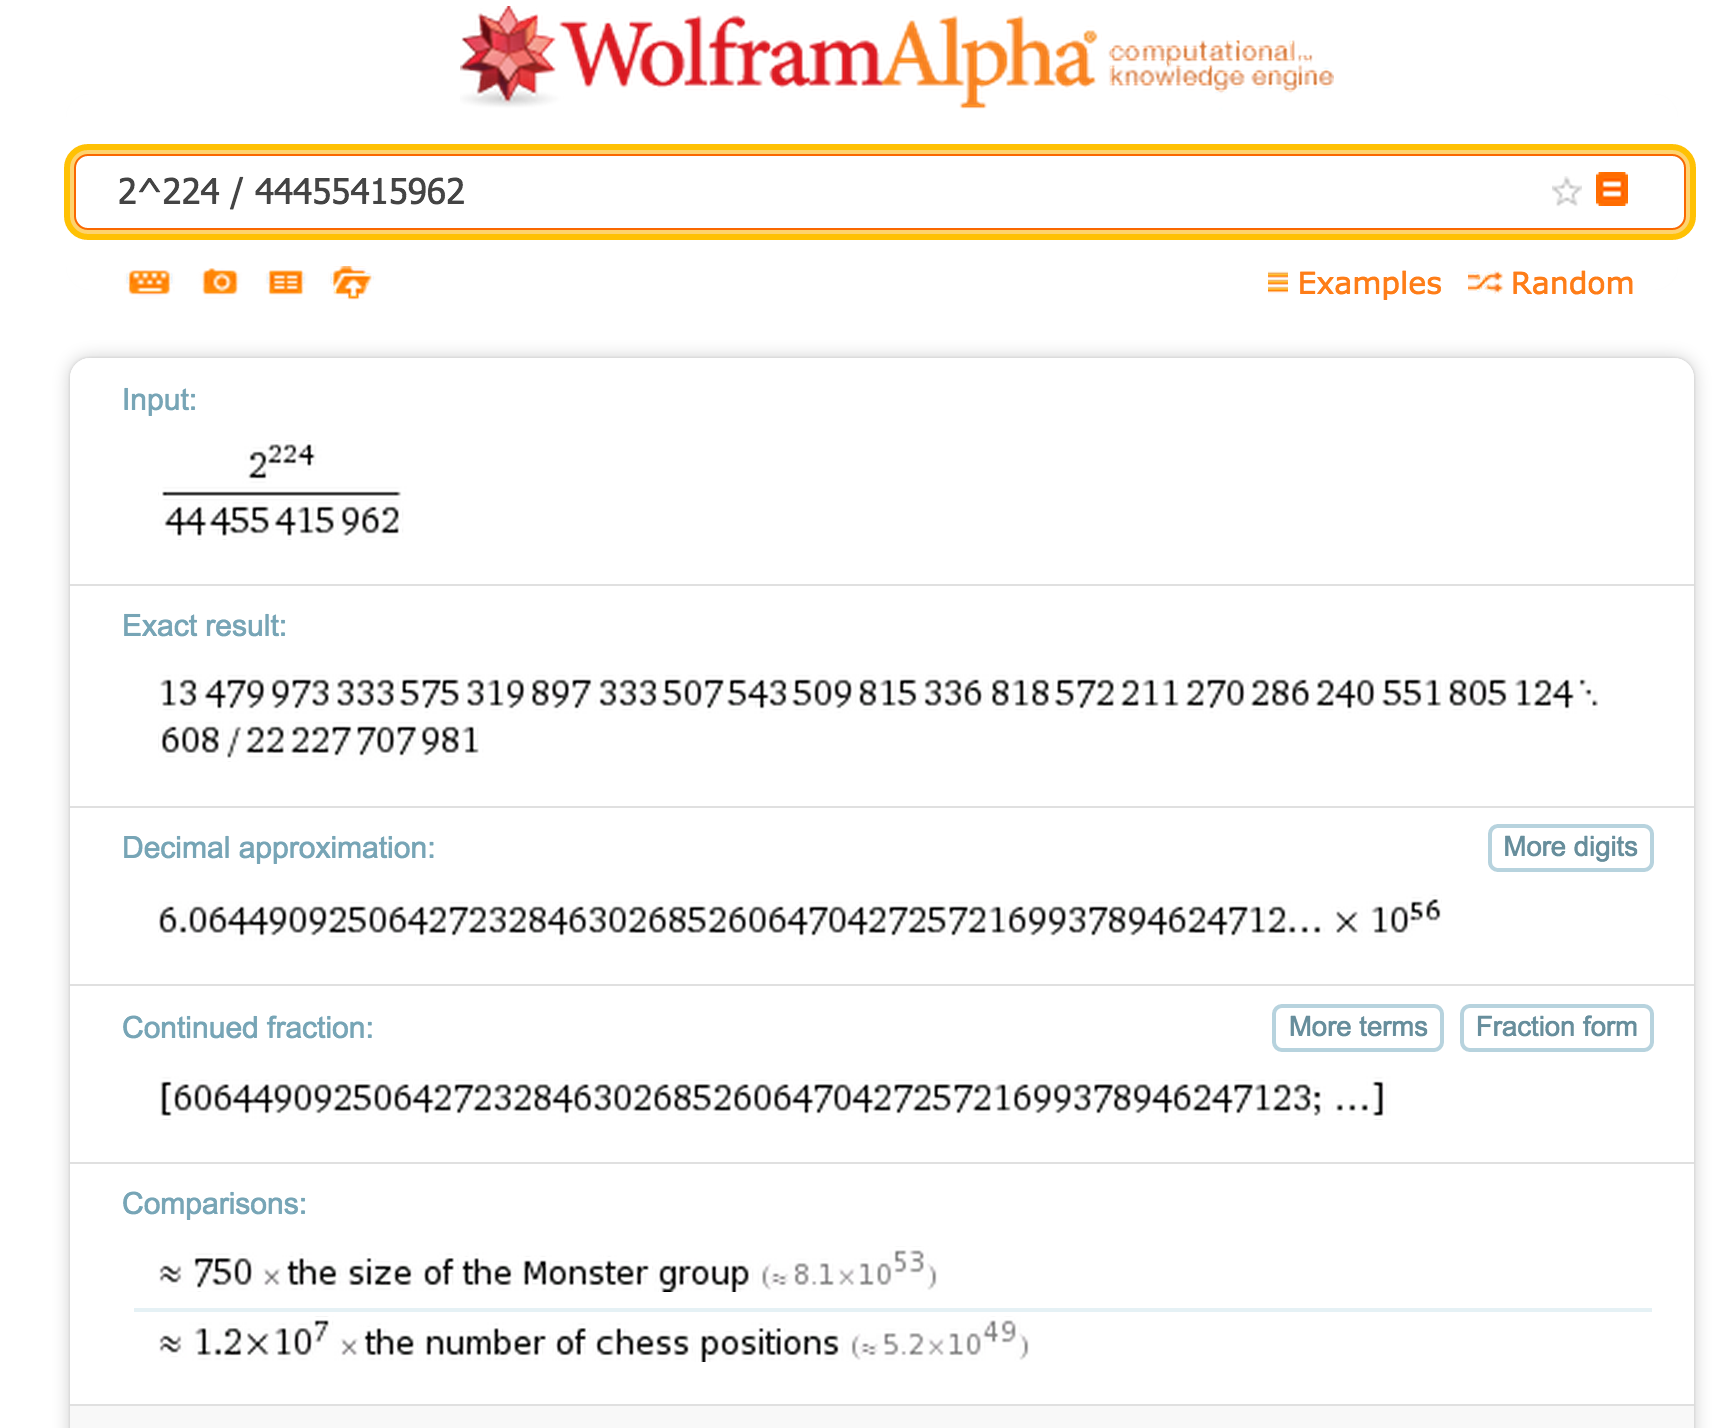 WolframAlpha® computational™ knowledge engine
2^224 / 44455415962
Examples Random
Input:
2^224
44 455 415 962
Exact result:
13 479 973 333 575 319 897 333 507 543 509 815 336 818 572 211 270 286 240 551 805 124⋱
608 / 22 227 707 981
Decimal approximation: More digits
6.0644909250642723284630268526064704272572169937894624712... × 10^56
Continued fraction: More terms Fraction form
[606449092506427232846302685260647042725721699378946247123; ...]
Comparisons:
≈ 750 × the size of the Monster group (≈ 8.1×10^53)
≈ 1.2×10^7 × the number of chess positions (≈ 5.2×10^49)